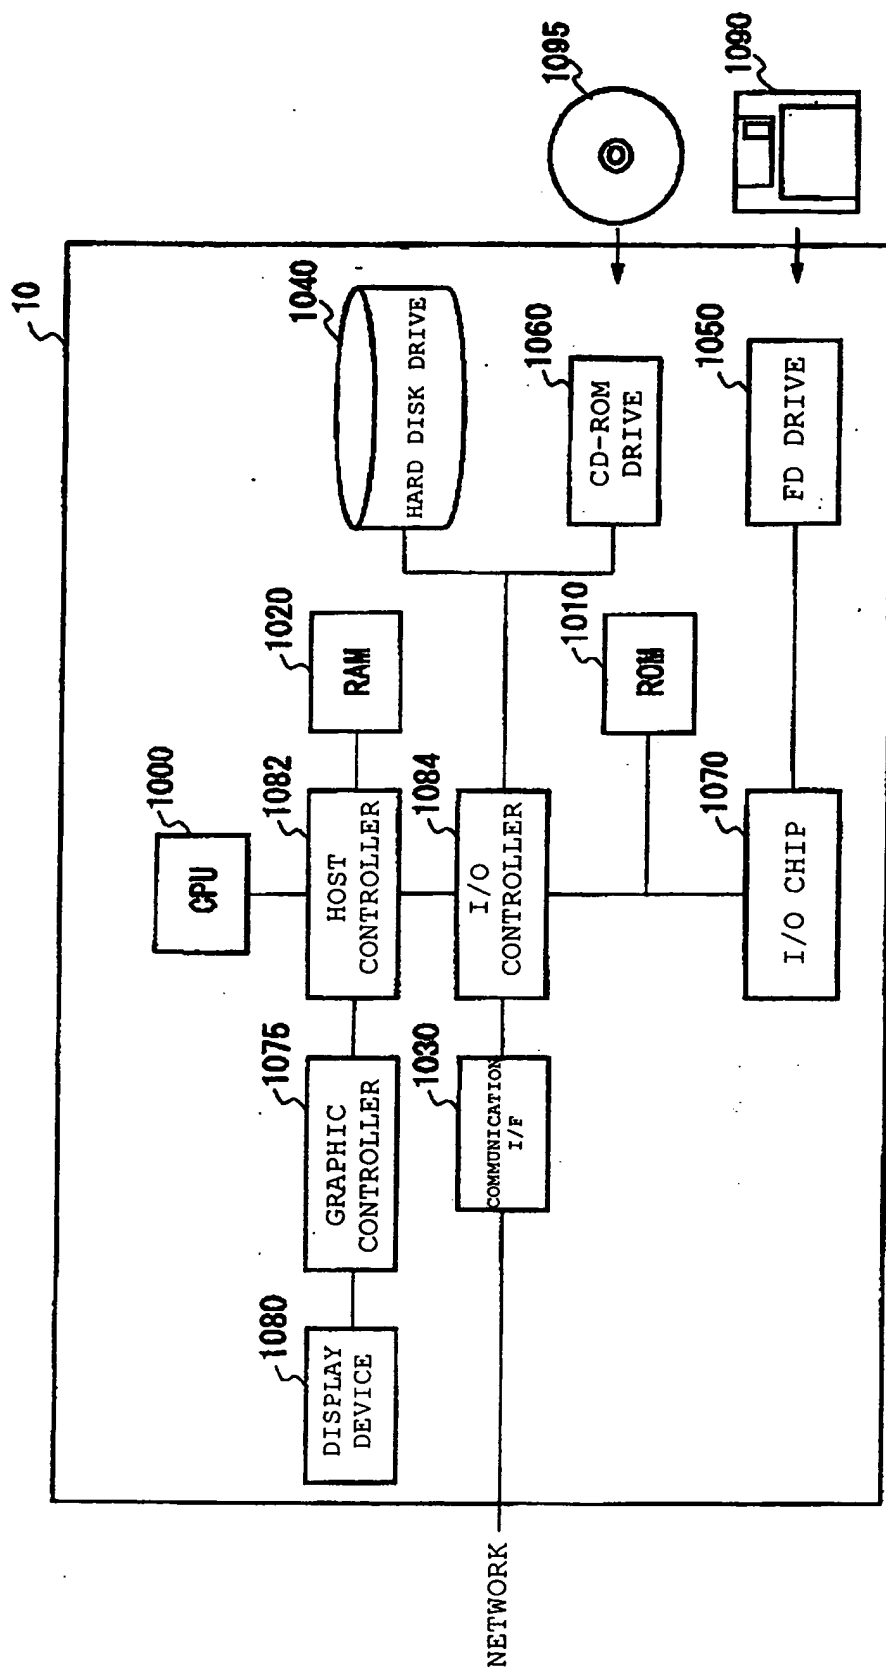 10
1000
CPU
1080
DISPLAY
DEVICE
1075
GRAPHIC
CONTROLLER
1082
HOST
CONTROLLER
1020
RAM
1040
HARD DISK DRIVE
NETWORK
1030
COMMUNICATION
I/F
1084
I/O
CONTROLLER
1060
CD-ROM
DRIVE
1095
1010
ROM
1070
I/O CHIP
1050
FD DRIVE
1090